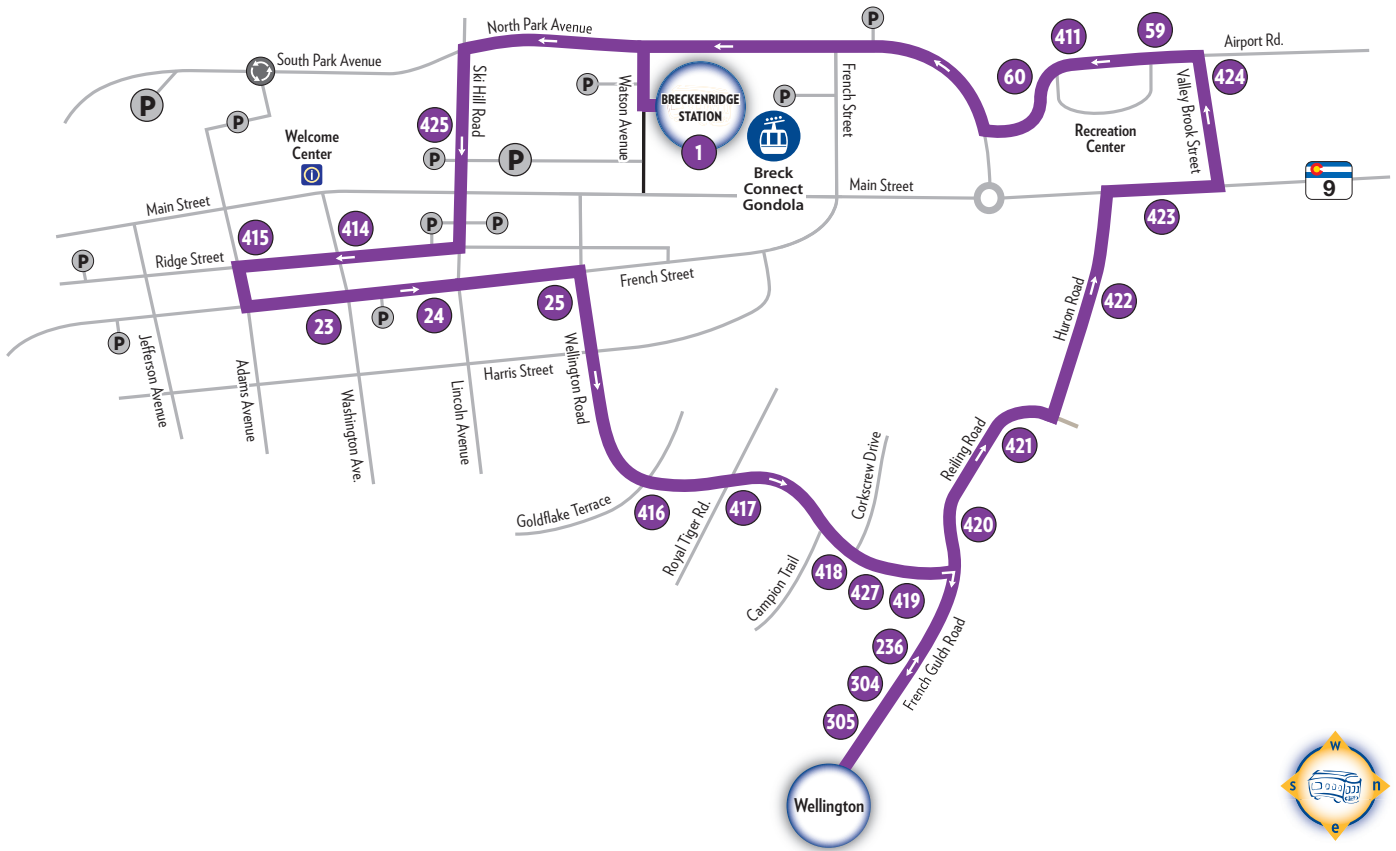 North Park Avenue
P
411
59
Airport Rd.
South Park Avenue
60
424
P
P
P
P
Ski Hill Road
Watson Avenue
BRECKENRIDGE
STATION
1
French Street
Valley Brook Street
425
P
Welcome
Center
i
P
P
Recreation
Center
Breck
Connect
Gondola
Main Street
9
Main Street
423
P
P
415
414
P
Ridge Street
French Street
23
P
24
25
P
Huron Road
422
Jefferson Avenue
Adams Avenue
Washington Ave.
Lincoln Avenue
Harris Street
Wellington Road
Reiling Road
421
Goldflake Terrace
416
Royal Tiger Rd.
417
Corkscrew Drive
420
Campion Trail
418
427
419
236
304
305
French Gulch Road
Wellington
w
s
n
e